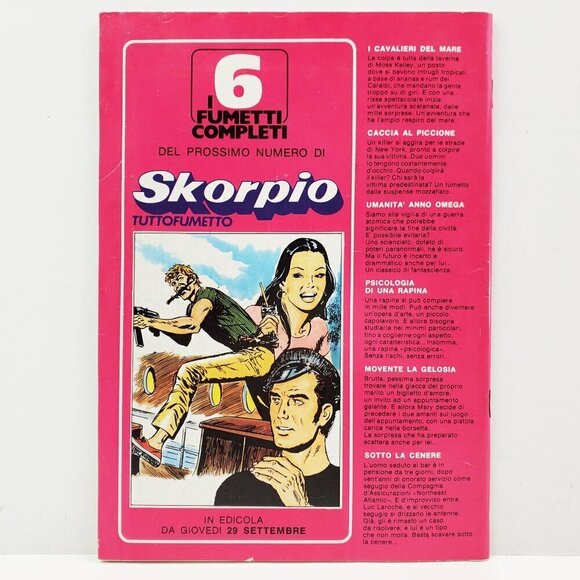 I 6
FUMETTI
COMPLETI
DEL PROSSIMO NUMERO DI
Skorpio
TUTTOFUMETTO
IN EDICOLA
DA GIOVEDI 29 SETTEMBRE
I CAVALIERI DEL MARE
La colpa è tutta della taverna
di Moss Kelley, un posto
dove si bevono intrugli tropicali
a base di ananas e rum dei
Caraibi, che mandano la gente
troppo su di giri. E con una
rissa spettacolare inizia
un'avventura scatenata, dalle
mille sorprese. Un'avventura che
ha l'ampio respiro del mare.
CACCIA AL PICCIONE
Un killer si aggira per le strade
di New York, pronto a colpire
la sua vittima. Due uomini
lo tengono costantemente
d'occhio. Quando colpirà
il killer? Chi sarà la
vittima predestinata? Un fumetto
dalla suspense mozzafiato...
UMANITA' ANNO OMEGA
Siamo alla vigilia di una guerra
atomica che potrebbe
significare la fine della civiltà.
E' possibile evitarla?
Uno scienziato, dotato di
poteri paranormali, ne è sicuro.
Ma il futuro è incerto e
drammatico anche per lui...
Un classico di fantascienza.
PSICOLOGIA
DI UNA RAPINA
Una rapina si può compiere
in mille modi. Può anche diventare
un'opera d'arte, un piccolo
capolavoro. E allora bisogna
studiarla nei minimi particolari,
fino a coglierne ogni aspetto,
ogni caratteristica... Insomma,
una rapina «psicologica».
Senza rischi, senza errori...
MOVENTE LA GELOSIA
Brutta, pessima sorpresa
trovare nella giacca del proprio
marito un biglietto d'amore,
un invito ad un appuntamento
galante. E allora Mary decide di
precedere i due amanti sul luogo
dell'appuntamento, con una pistola
carica nella borsetta.
La sorpresa che ha preparato
scatterà anche per lei...
SOTTO LA CENERE
L'uomo seduto al bar è in
pensione da tre giorni, dopo
vent'anni di onorato servizio come
segugio della Compagnia
d'Assicurazioni «Northeast
Atlantic». E d'improvviso entra
Luc Laroche, e al vecchio
segugio si drizzano le antenne.
Già, gli è rimasto un caso
da risolvere, e lui è un tipo
che non molla. Basta scavare sotto
la cenere...